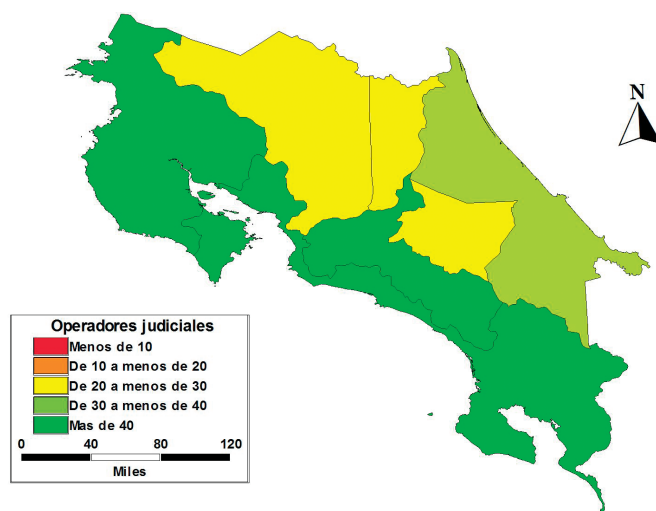 N
Operadores judiciales
Menos de 10
De 10 a menos de 20
De 20 a menos de 30
De 30 a menos de 40
Mas de 40
0 40 80 120
Miles